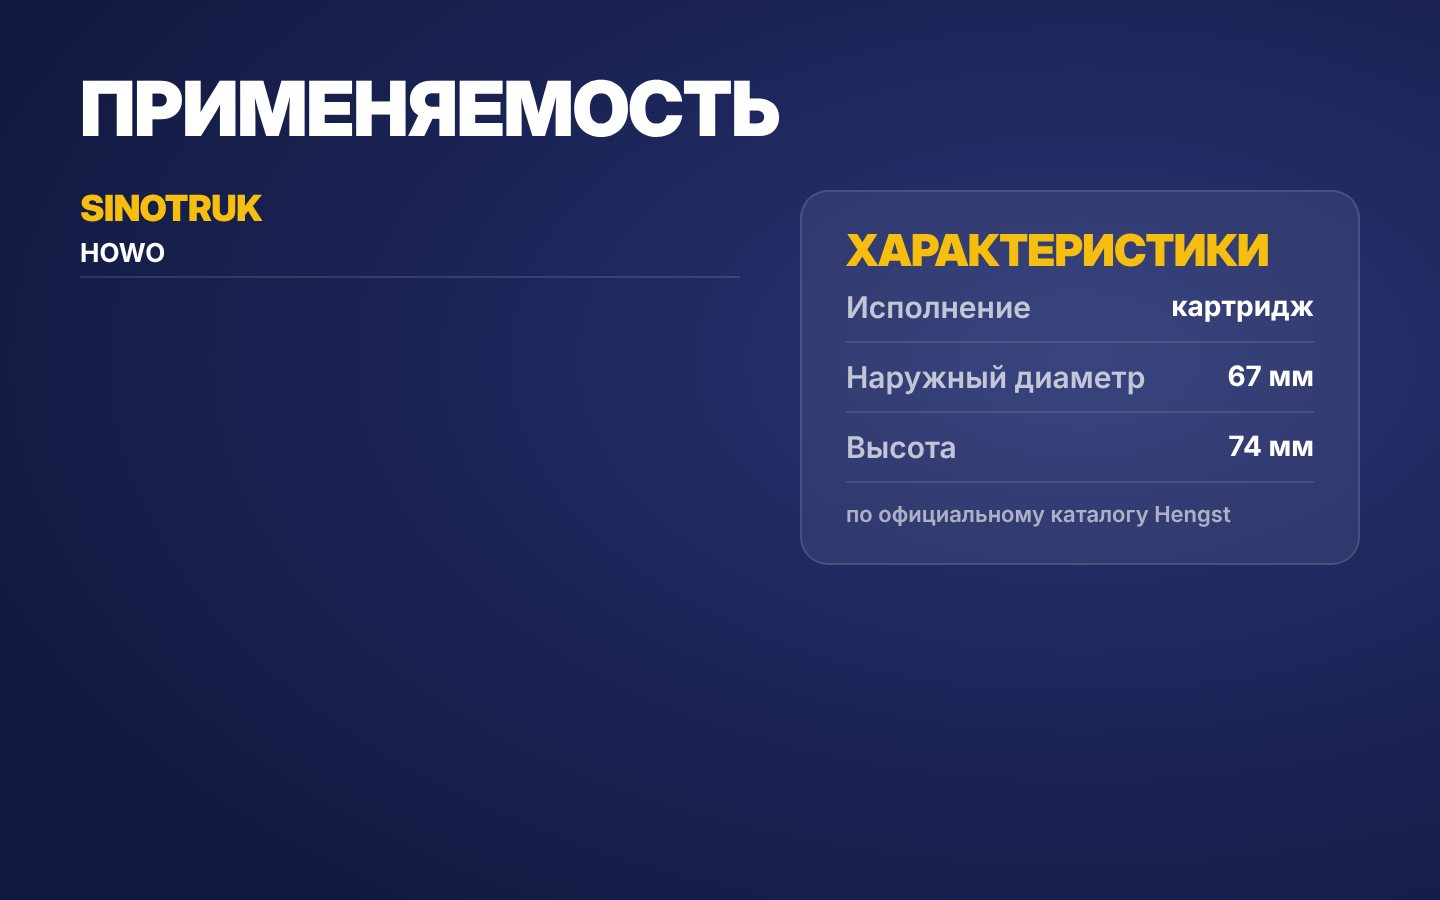 ПРИМЕНЯЕМОСТЬ
SINOTRUK
HOWO
ХАРАКТЕРИСТИКИ
Исполнение картридж
Наружный диаметр 67 мм
Высота 74 мм
по официальному каталогу Hengst